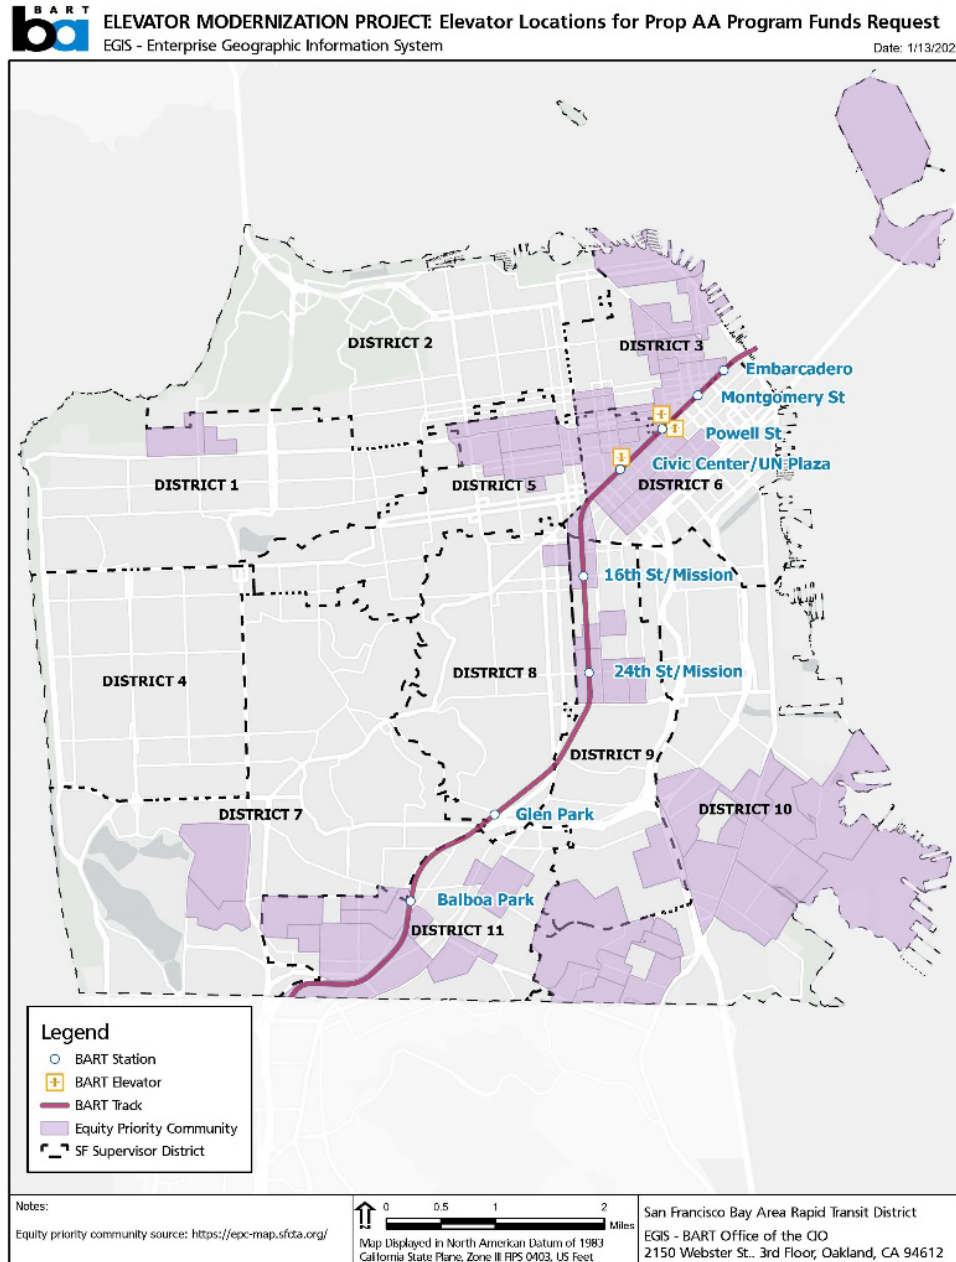 BART
ba
ELEVATOR MODERNIZATION PROJECT: Elevator Locations for Prop AA Program Funds Request
EGIS - Enterprise Geographic Information System
Date: 1/13/202
DISTRICT 2
DISTRICT 3
Embarcadero
Montgomery St
Powell St
Civic Center/UN Plaza
DISTRICT 1
DISTRICT 5
DISTRICT 6
16th St/Mission
DISTRICT 4
DISTRICT 8
24th St/Mission
DISTRICT 9
DISTRICT 7
Glen Park
DISTRICT 10
Balboa Park
DISTRICT 11
Legend
BART Station
BART Elevator
BART Track
Equity Priority Community
SF Supervisor District
Notes:
Equity priority community source: https://epc-map.sfcta.org/
0 0.5 1 2
Miles
Map Displayed in North American Datum of 1983
California State Plane, Zone III FIPS 0403, US Feet
San Francisco Bay Area Rapid Transit District
EGIS - BART Office of the CIO
2150 Webster St.. 3rd Floor, Oakland, CA 94612